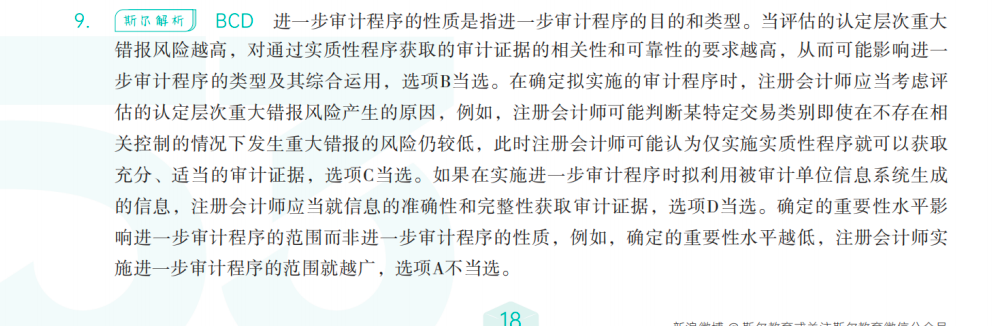 9. 斯尔解析 BCD 进一步审计程序的性质是指进一步审计程序的目的和类型。当评估的认定层次重大
错报风险越高，对通过实质性程序获取的审计证据的相关性和可靠性的要求越高，从而可能影响进一
步审计程序的类型及其综合运用，选项B当选。在确定拟实施的审计程序时，注册会计师应当考虑评
估的认定层次重大错报风险产生的原因，例如，注册会计师可能判断某特定交易类别即使在不存在相
关控制的情况下发生重大错报的风险仍较低，此时注册会计师可能认为仅实施实质性程序就可以获取
充分、适当的审计证据，选项C当选。如果在实施进一步审计程序时拟利用被审计单位信息系统生成
的信息，注册会计师应当就信息的准确性和完整性获取审计证据，选项D当选。确定的重要性水平影
响进一步审计程序的范围而非进一步审计程序的性质，例如，确定的重要性水平越低，注册会计师实
施进一步审计程序的范围就越广，选项A不当选。
18